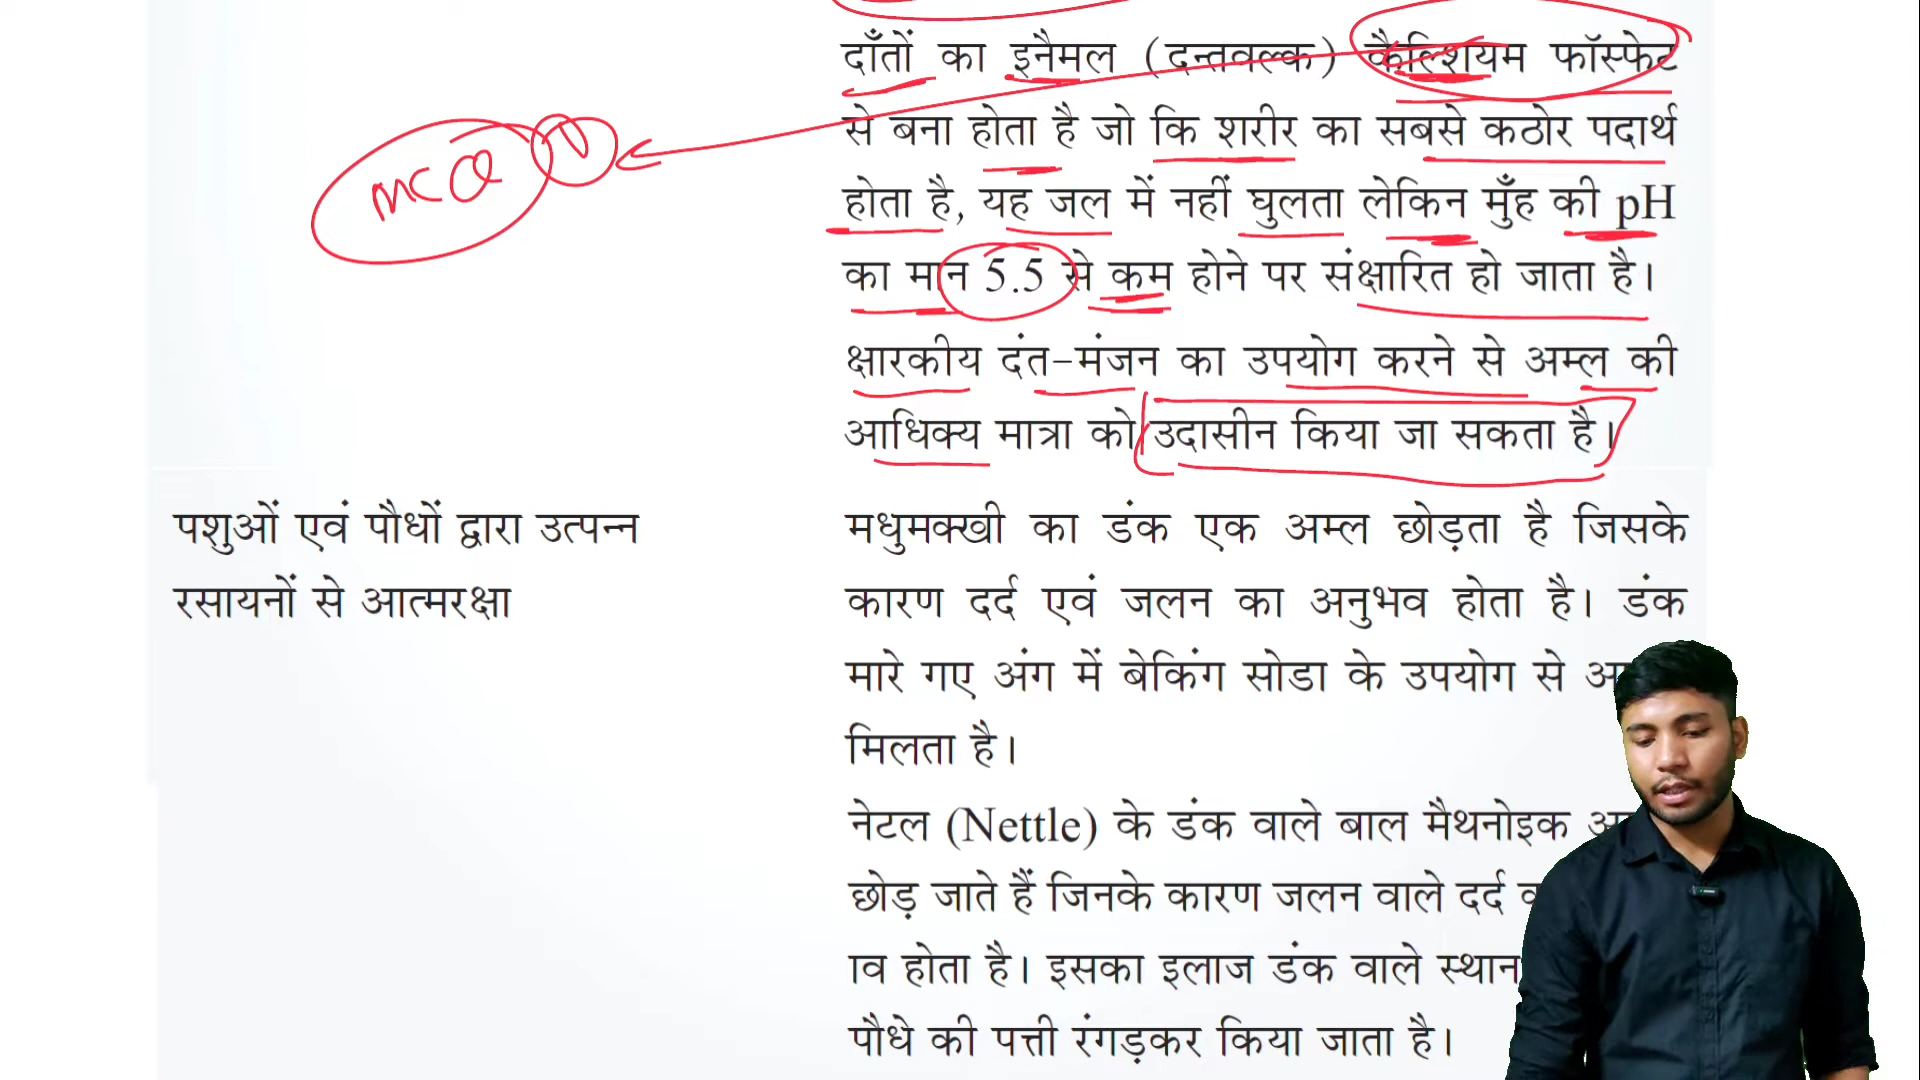 दाँतों का इनैमल (दन्तवल्क) कैल्शियम फॉस्फेट
से बना होता है जो कि शरीर का सबसे कठोर पदार्थ
होता है, यह जल में नहीं घुलता लेकिन मुँह की pH
का मान 5.5 से कम होने पर संक्षारित हो जाता है।
क्षारकीय दंत-मंजन का उपयोग करने से अम्ल की
आधिक्य मात्रा को उदासीन किया जा सकता है।
MCQ
पशुओं एवं पौधों द्वारा उत्पन्न
रसायनों से आत्मरक्षा
मधुमक्खी का डंक एक अम्ल छोड़ता है जिसके
कारण दर्द एवं जलन का अनुभव होता है। डंक
मारे गए अंग में बेकिंग सोडा के उपयोग से
मिलता है।
नेटल (Nettle) के डंक वाले बाल मैथनोइक
छोड़ जाते हैं जिनके कारण जलन वाले दर्द
ाव होता है। इसका इलाज डंक वाले स्थान
पौधे की पत्ती रंगड़कर किया जाता है।